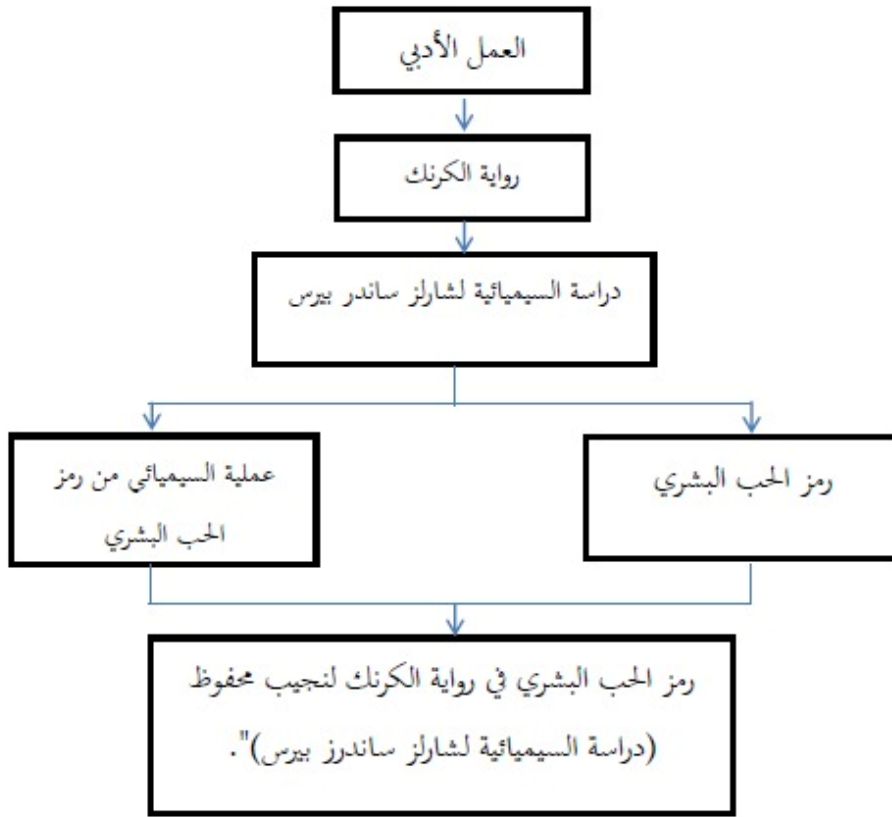 العمل الأدبي
رواية الكرنك
دراسة السيميائية لشارلز ساندر بيرس
رمز الحب البشري
عملية السيميائي من رمز
الحب البشري
رمز الحب البشري في رواية الكرنك لنجيب محفوظ
(دراسة السيميائية لشارلز ساندرز بيرس)".